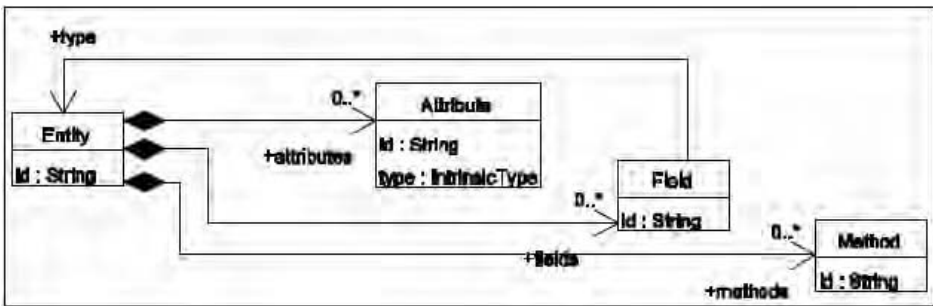 +type
0..*
Attribute
Entity
id : String
+attributes
id : String
type : IntrinsicType
Field
0..*
id : String
0..*
Method
+fields
id : String
+methods